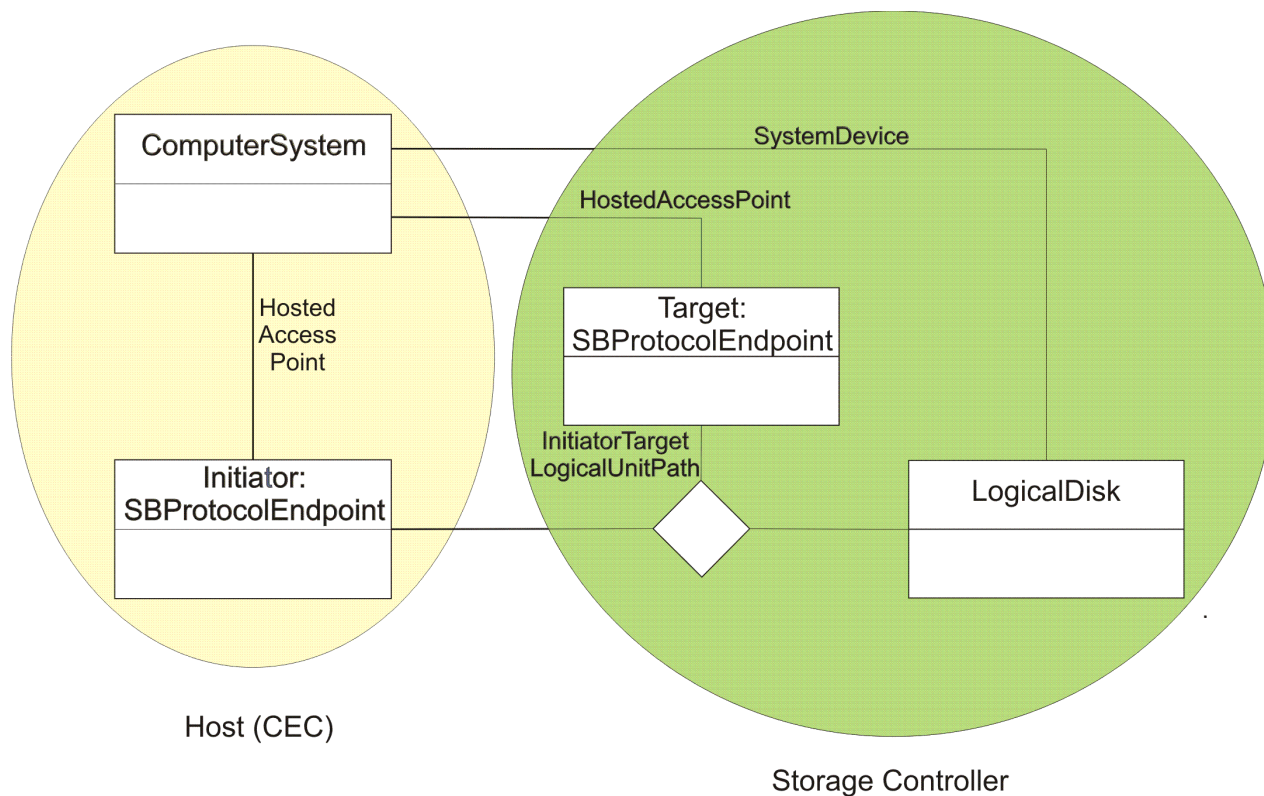 ComputerSystem
SystemDevice
HostedAccessPoint
Hosted
Access
Point
Target:
SBProtocolEndpoint
InitiatorTarget
LogicalUnitPath
Initiator:
SBProtocolEndpoint
LogicalDisk
Host (CEC)
Storage Controller